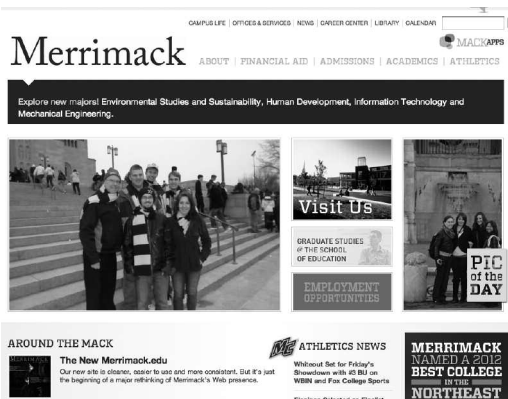 CAMPUS LIFE | OFFICES & SERVICES | NEWS | CAREER CENTER | LIBRARY | CALENDAR
MACKAPPS
Merrimack
ABOUT | FINANCIAL AID | ADMISSIONS | ACADEMICS | ATHLETICS
Explore new majors! Environmental Studies and Sustainability, Human Development, Information Technology and
Mechanical Engineering.
Visit Us
GRADUATE STUDIES
@ THE SCHOOL
OF EDUCATION
EMPLOYMENT
OPPORTUNITIES
PIC
of the
DAY
AROUND THE MACK
The New Merrimack.edu
Our new site is cleaner, easier to use and more consistent. But it's just
the beginning of a major rethinking of Merrimack's Web presence.
M
ATHLETICS NEWS
Whiteout Set for Friday's
Showdown with #3 BU on
WBIN and Fox College Sports
MERRIMACK
NAMED A 2012
BEST COLLEGE
IN THE
NORTHEAST